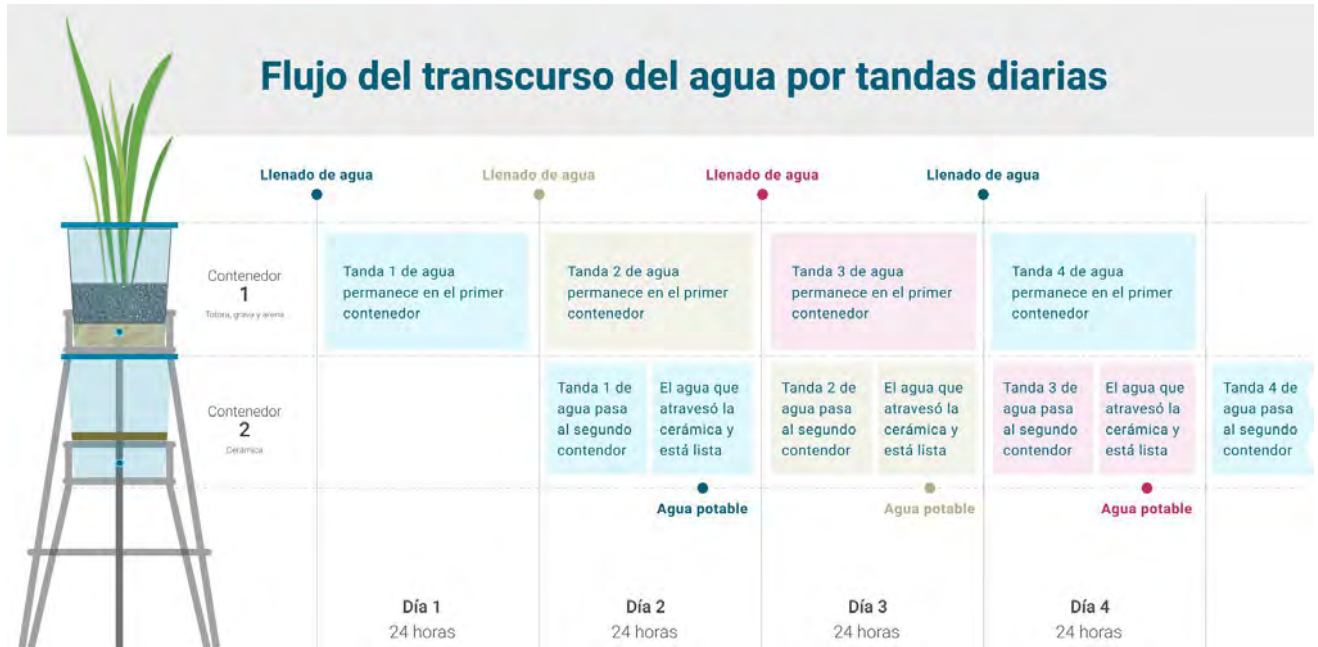 Flujo del transcurso del agua por tandas diarias
Llenado de agua
Llenado de agua
Llenado de agua
Llenado de agua
Contenedor
1
Totora, grava y arena
Tanda 1 de agua
permanece en el primer
contenedor
Tanda 2 de agua
permanece en el primer
contenedor
Tanda 3 de agua
permanece en el primer
contenedor
Tanda 4 de agua
permanece en el primer
contenedor
Contenedor
2
Cerámica
Tanda 1 de
agua pasa
al segundo
contendor
El agua que
atravesó la
cerámica y
está lista
Tanda 2 de
agua pasa
al segundo
contendor
El agua que
atravesó la
cerámica y
está lista
Tanda 3 de
agua pasa
al segundo
contendor
El agua que
atravesó la
cerámica y
está lista
Tanda 4 de
agua pasa
al segundo
contendor
Agua potable
Agua potable
Agua potable
Día 1
24 horas
Día 2
24 horas
Día 3
24 horas
Día 4
24 horas